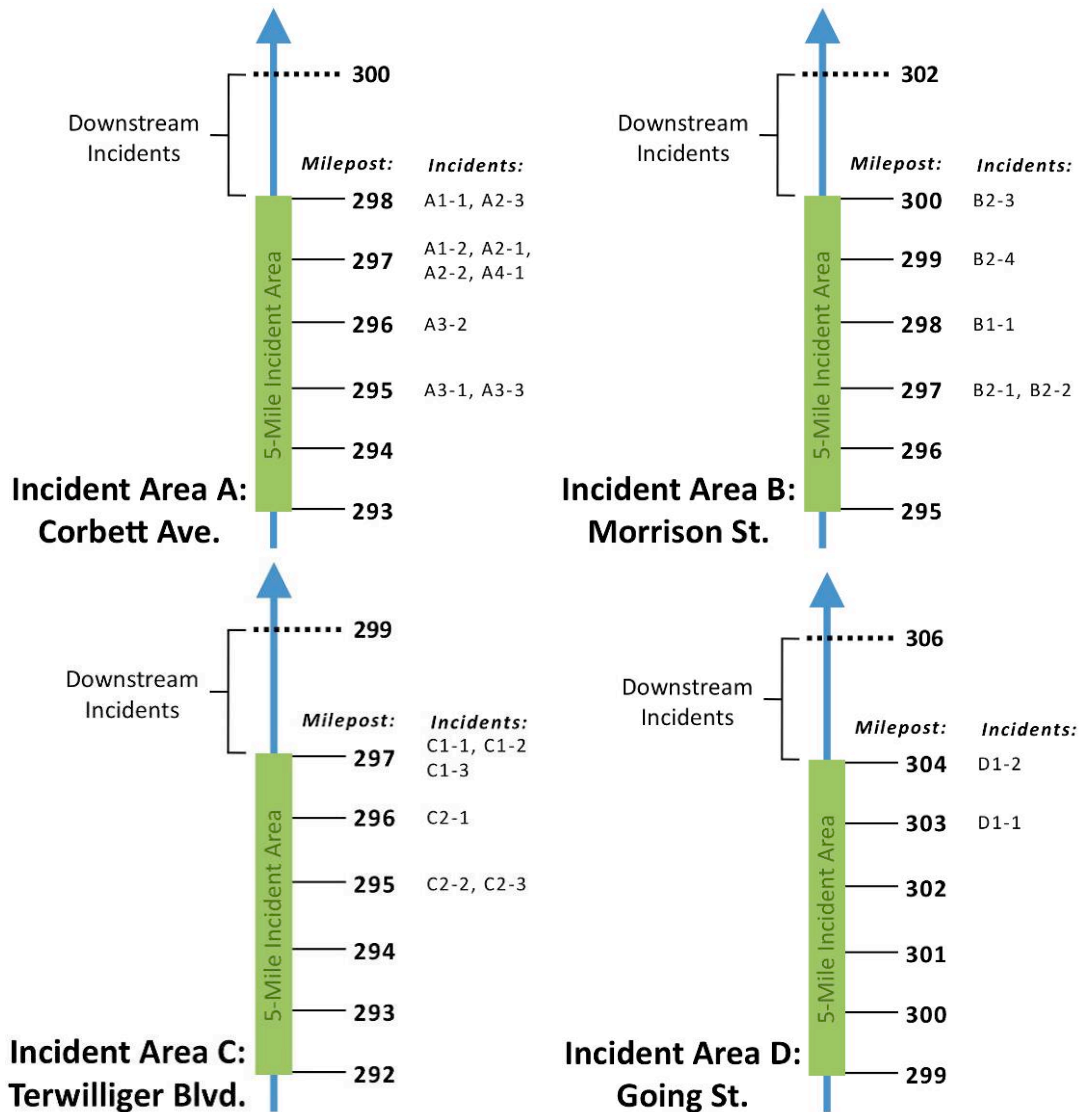 300
Downstream
Incidents
Milepost: Incidents:
298 A1-1, A2-3
297 A1-2, A2-1,
A2-2, A4-1
296 A3-2
295 A3-1, A3-3
294
293
5-Mile Incident Area
Incident Area A:
Corbett Ave.
302
Downstream
Incidents
Milepost: Incidents:
300 B2-3
299 B2-4
298 B1-1
297 B2-1, B2-2
296
295
5-Mile Incident Area
Incident Area B:
Morrison St.
299
Downstream
Incidents
Milepost: Incidents:
297 C1-1, C1-2
C1-3
296 C2-1
295 C2-2, C2-3
294
293
292
5-Mile Incident Area
Incident Area C:
Terwilliger Blvd.
306
Downstream
Incidents
Milepost: Incidents:
304 D1-2
303 D1-1
302
301
300
299
5-Mile Incident Area
Incident Area D:
Going St.